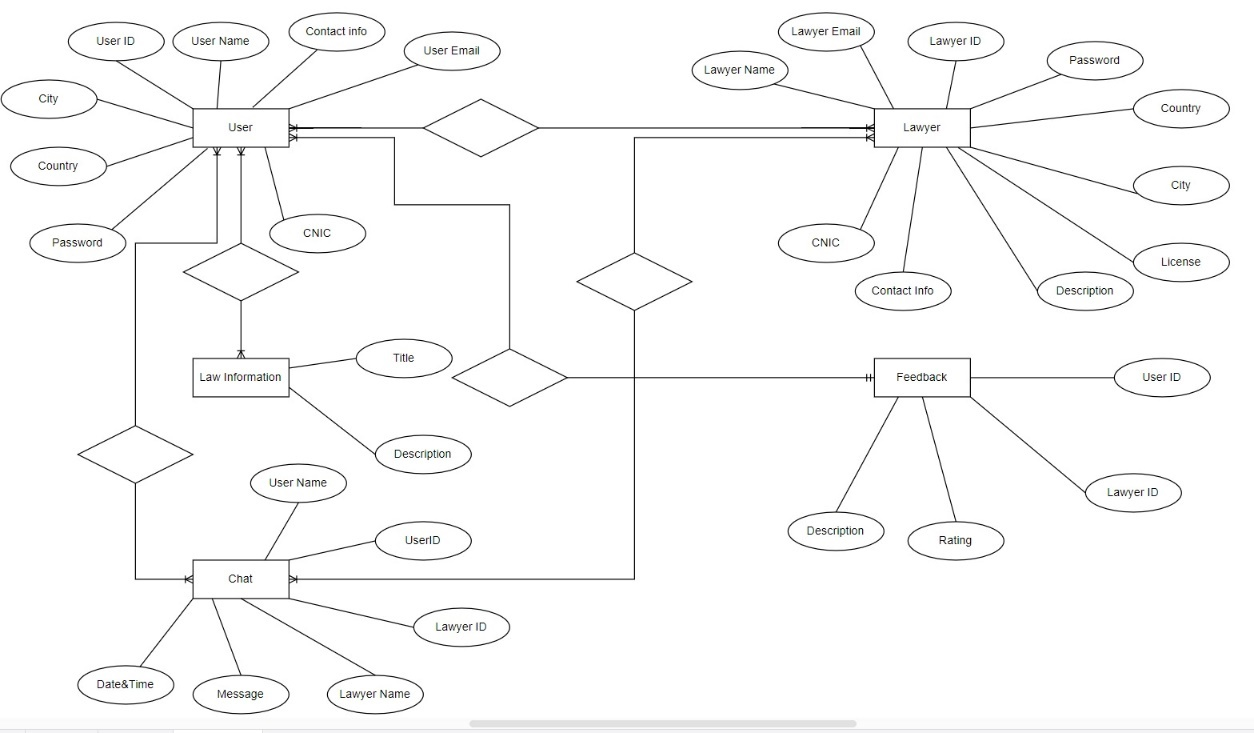 User ID
User Name
Contact info
User Email
City
User
Country
Password
CNIC
Lawyer Email
Lawyer ID
Lawyer Name
Password
Country
Lawyer
City
CNIC
License
Contact Info
Description
Law Information
Title
Description
Feedback
User ID
Lawyer ID
Description
Rating
User Name
UserID
Chat
Lawyer ID
Date&Time
Message
Lawyer Name